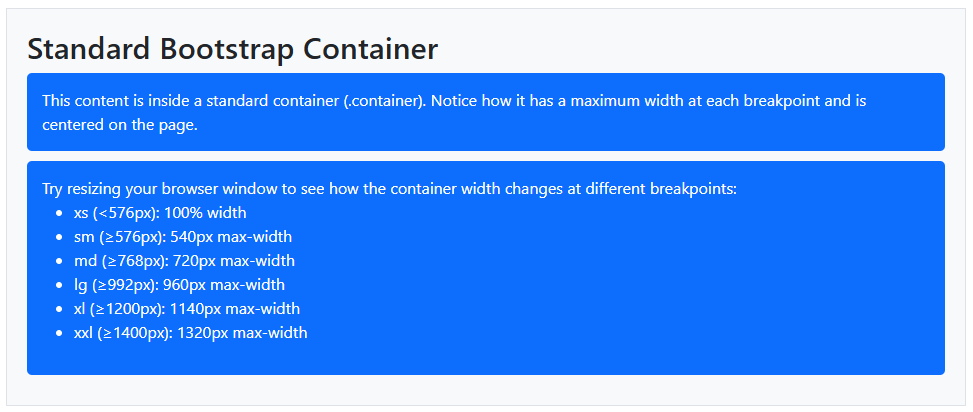 Standard Bootstrap Container
This content is inside a standard container (.container). Notice how it has a maximum width at each breakpoint and is
centered on the page.
Try resizing your browser window to see how the container width changes at different breakpoints:
• xs (<576px): 100% width
• sm (≥576px): 540px max-width
• md (≥768px): 720px max-width
• lg (≥992px): 960px max-width
• xl (≥1200px): 1140px max-width
• xxl (≥1400px): 1320px max-width